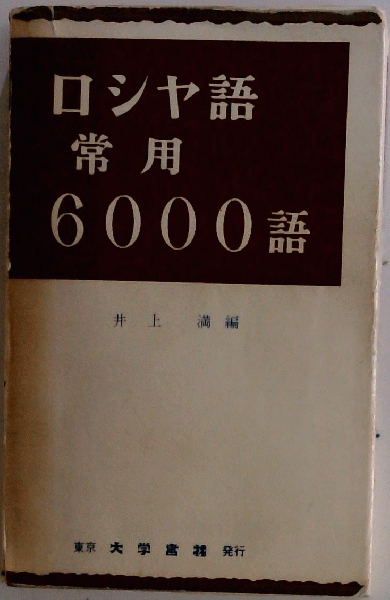 ロシヤ語
常用
6000語
井上 満編
東京 大学書林 発行